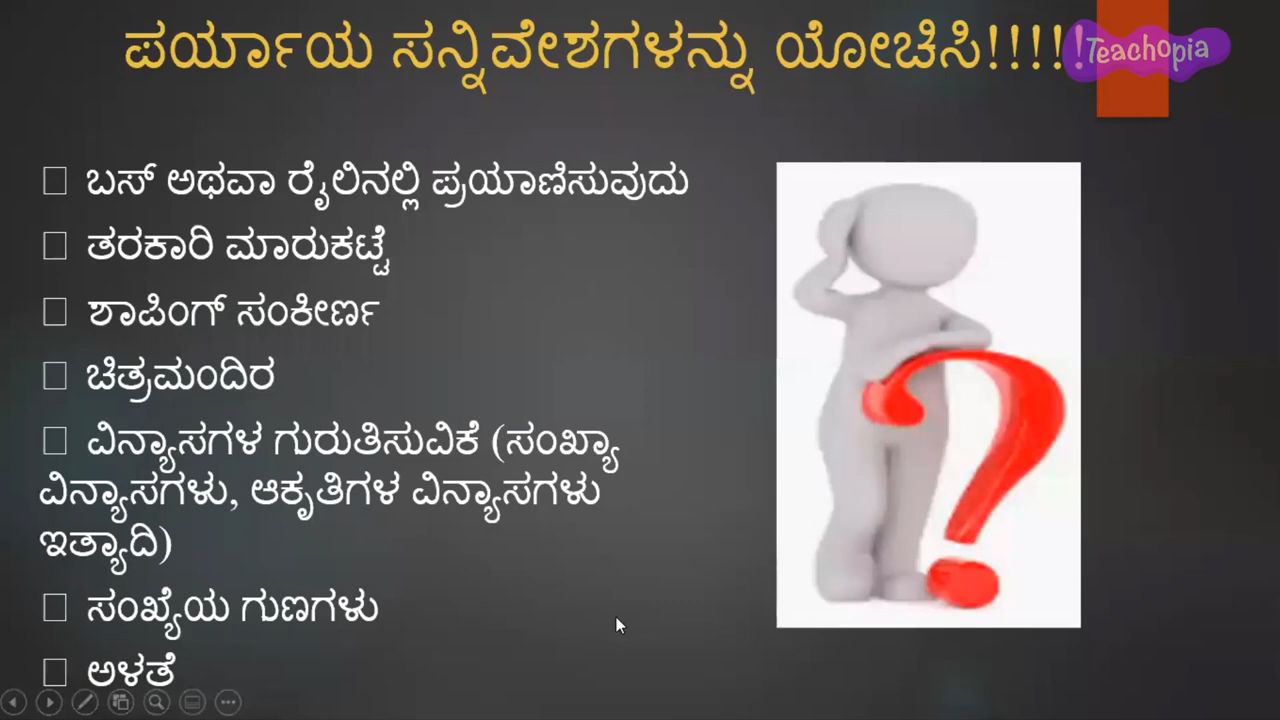 ಪರ್ಯಾಯ ಸನ್ನಿವೇಶಗಳನ್ನು ಯೋಚಿಸಿ!!!!!
Teachopia
ಬಸ್ ಅಥವಾ ರೈಲಿನಲ್ಲಿ ಪ್ರಯಾಣಿಸುವುದು
ತರಕಾರಿ ಮಾರುಕಟ್ಟೆ
ಶಾಪಿಂಗ್ ಸಂಕೀರ್ಣ
ಚಿತ್ರಮಂದಿರ
ವಿನ್ಯಾಸಗಳ ಗುರುತಿಸುವಿಕೆ (ಸಂಖ್ಯಾ
ವಿನ್ಯಾಸಗಳು, ಆಕೃತಿಗಳ ವಿನ್ಯಾಸಗಳು
ಇತ್ಯಾದಿ)
ಸಂಖ್ಯೆಯ ಗುಣಗಳು
ಅಳತೆ